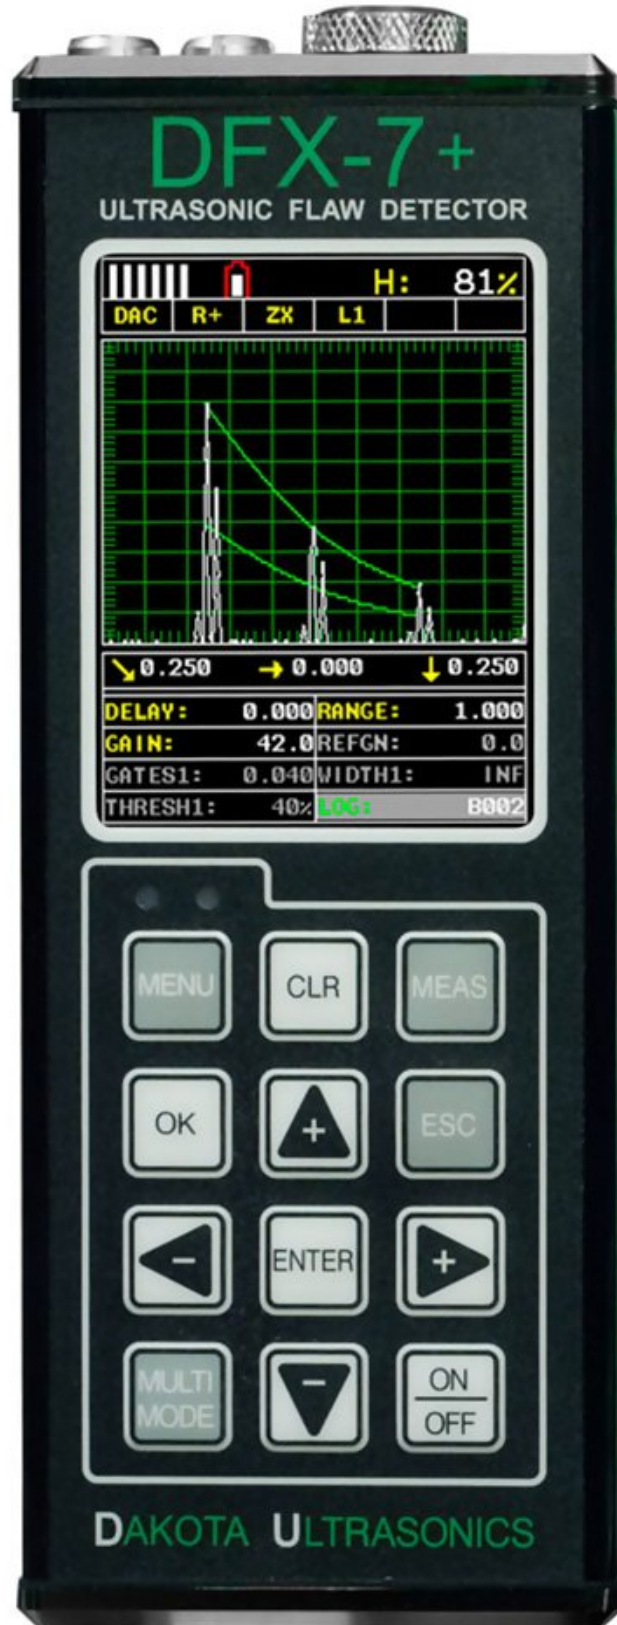 DFX-7+
ULTRASONIC FLAW DETECTOR
H: 81%
DAC R+ ZX L1
↘0.250 →0.000 ↓0.250
DELAY: 0.000 RANGE: 1.000
GAIN: 42.0 REFGN: 0.0
GATES1: 0.040 WIDTH1: INF
THRESH1: 40% LOG: B002
MENU CLR MEAS
OK + ESC
- ENTER +
MULTI MODE - ON OFF
DAKOTA ULTRASONICS